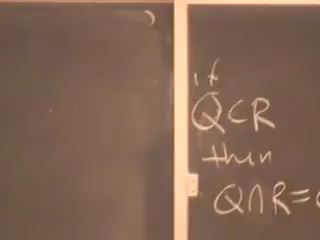 if
Q⊂R
then
Q∩R=